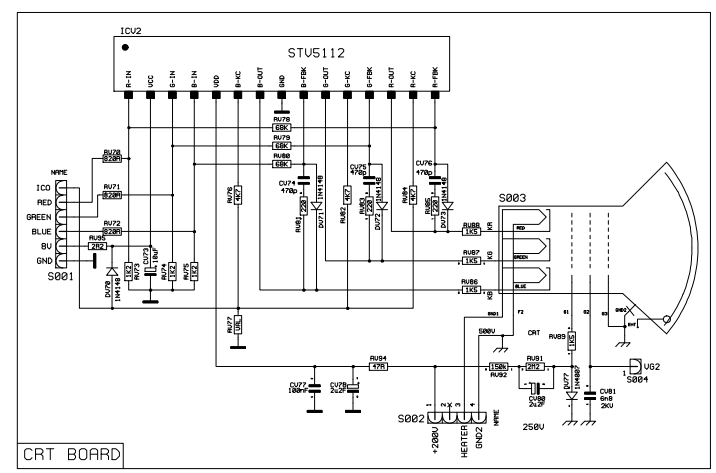 ICV2
STV5112
R-IN VCC G-IN B-IN VDD B-KC B-OUT GND B-FBK G-OUT G-KC G-FBK R-OUT R-KC R-FBK
RV78
68K
RV79
68K
RV80
68K
NAME
ICO
RED
GREEN
BLUE
8V
GND
S001
RV70
820R
RV71
820R
RV72
820R
RV95
2R2
DV70
1N4148
1K2
RV73
CV73
10uF
RV74
1K2
RV75
1K2
RV76
4K7
RV77
CV74
470p
220
RV81
DV71
1N4148
RV82
4K7
CV75
470p
RV83
220
DV72
1N4148
RV84
4K7
CV76
470p
RV85
220
DV73
1N4148
RV88
1K5
RV87
1K5
RV86
1K5
S003
KR
KG
KB
RED
GREEN
BLUE
GND1
F2
G1
G2
G3
GND2
EHT
500V
CRT
RV89
1K5
RV94
47R
CV77
100nF
CV78
2u2F
150k
RV92
RV91
2M2
CV80
2u2F
250V
DV77
1N4007
CV81
6n8
2KV
VG2
1
S004
1 2 3 4
S002
NAME
+200V
HEATER
GND2
CRT BOARD